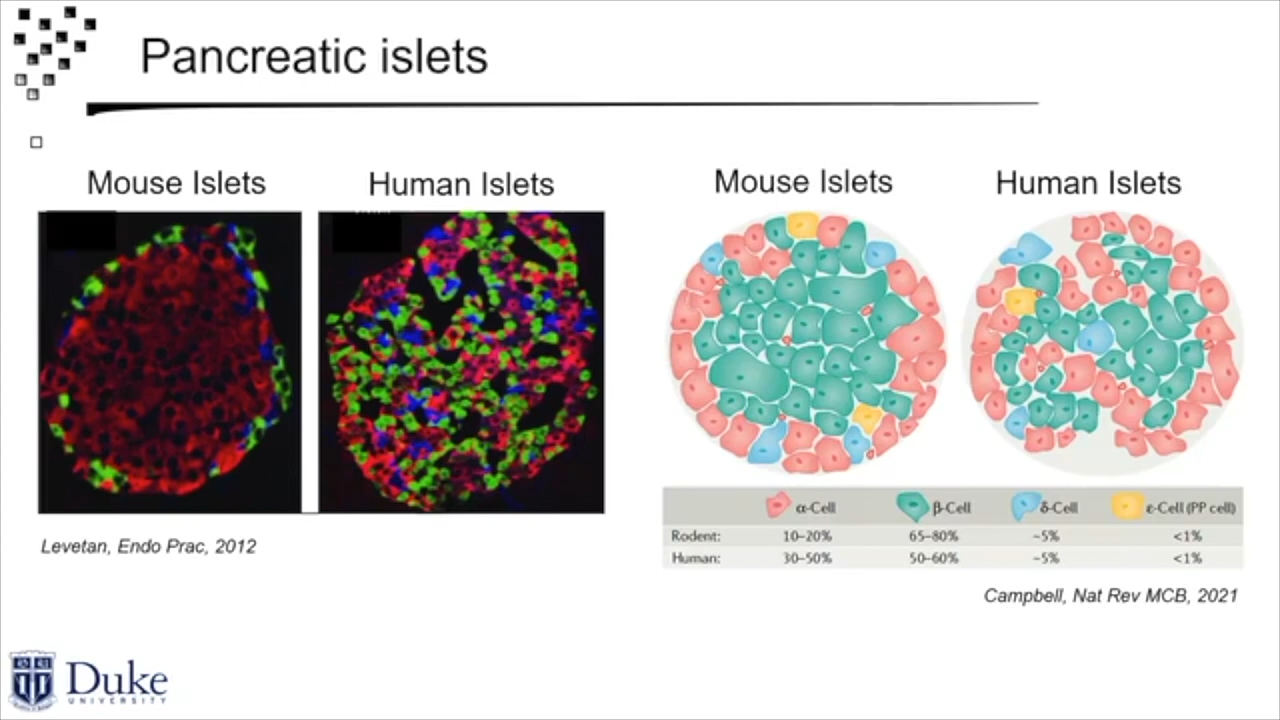 Pancreatic islets
Mouse Islets
Human Islets
Mouse Islets
Human Islets
α-Cell β-Cell δ-Cell ε-Cell (PP cell)
Rodent: 10–20% 65–80% ~5% <1%
Human: 30–50% 50–60% ~5% <1%
Levetan, Endo Prac, 2012
Campbell, Nat Rev MCB, 2021
Duke
UNIVERSITY